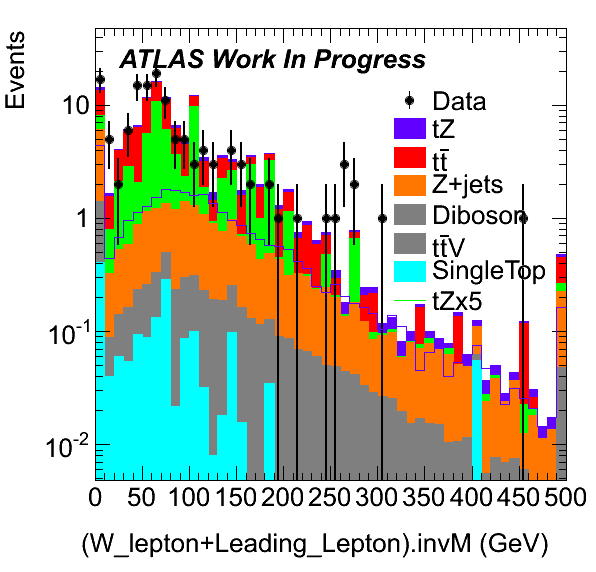 Events
ATLAS Work In Progress
Data
tZ
tt̄
Z+jets
Diboson
tt̄V
SingleTop
tZx5
10
1
10⁻¹
10⁻²
0 50 100 150 200 250 300 350 400 450 500
(W_lepton+Leading_Lepton).invM (GeV)